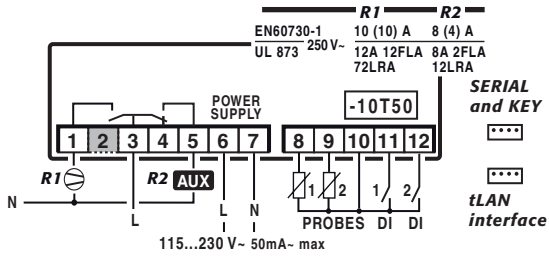 R1 R2
EN60730-1 10 (10) A 8 (4) A
250 V~
UL 873 12A 12FLA 8A 2FLA
72LRA 12LRA
SERIAL
and KEY
POWER
SUPPLY
-10T50
1 2 3 4 5 6 7 8 9 10 11 12
R1 R2 AUX 1 2 1 2
N L L N PROBES DI DI
tLAN
interface
115...230 V~ 50mA~ max